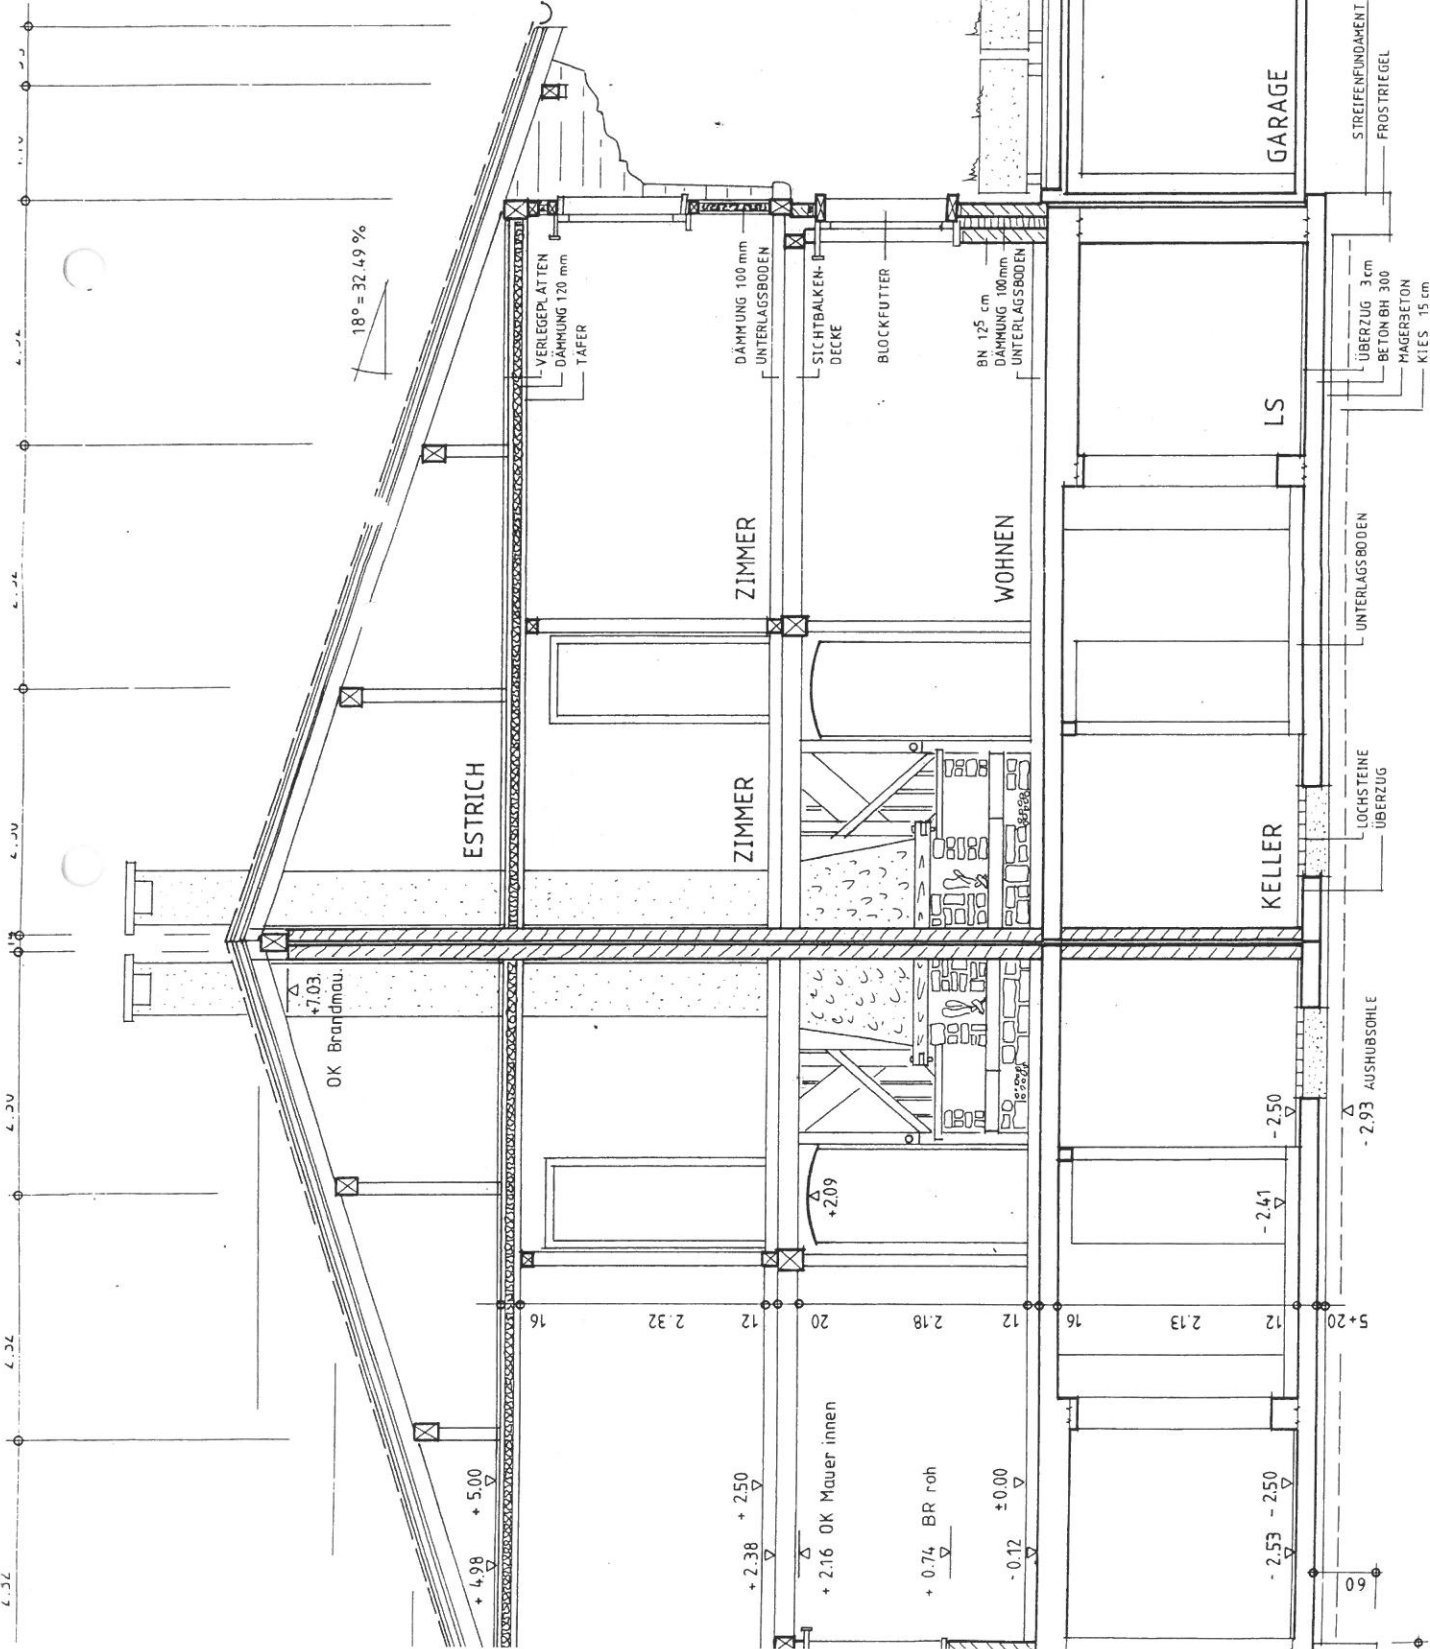 18° = 32.49 %
VERLEGEPLATTEN
DÄMMUNG 120 mm
TÄFER
DÄMMUNG 100 mm
UNTERLAGSBODEN
SICHTBALKEN-
DECKE
BLOCKFUTTER
BN 12⁵ cm
DÄMMUNG 100mm
UNTERLAGSBODEN
GARAGE
STREIFENFUNDAMENT
FROSTRIEGEL
ÜBERZUG 3cm
BETON BH 300
MAGERBETON
KIES 15 cm
LS
ZIMMER
WOHNEN
UNTERLAGSBODEN
ESTRICH
ZIMMER
KELLER
LOCHSTEINE
ÜBERZUG
+7.03
OK Brandmau.
+2.09
-2.50
-2.93 AUSHUBSOHLE
-2.41
16
2.32
12
20
2.18
12
16
2.13
12
5+20
+5.00
+4.98
+2.50
+2.38
+2.16 OK Mauer innen
+0.74 BR roh
±0.00
-0.12
-2.50
-2.53
60